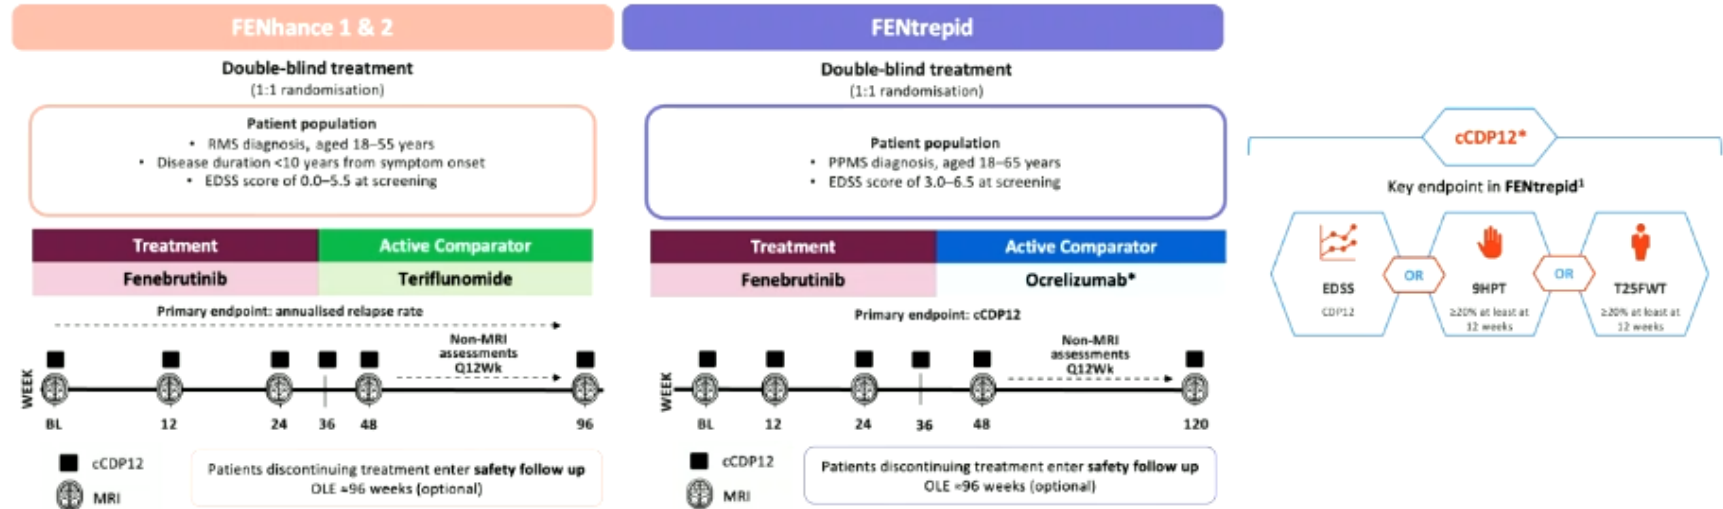 FENhance 1 & 2
Double-blind treatment
(1:1 randomisation)
Patient population
• RMS diagnosis, aged 18–55 years
• Disease duration <10 years from symptom onset
• EDSS score of 0.0–5.5 at screening
Treatment
Active Comparator
Fenebrutinib
Teriflunomide
Primary endpoint: annualised relapse rate
Non-MRI
assessments
Q12Wk
WEEK
BL
12
24
36
48
96
cCDP12
MRI
Patients discontinuing treatment enter safety follow up
OLE ≈96 weeks (optional)
FENtrepid
Double-blind treatment
(1:1 randomisation)
Patient population
• PPMS diagnosis, aged 18–65 years
• EDSS score of 3.0–6.5 at screening
Treatment
Active Comparator
Fenebrutinib
Ocrelizumab*
Primary endpoint: cCDP12
Non-MRI
assessments
Q12Wk
WEEK
BL
12
24
36
48
120
cCDP12
MRI
Patients discontinuing treatment enter safety follow up
OLE ≈96 weeks (optional)
cCDP12*
Key endpoint in FENtrepid¹
EDSS
CDP12
OR
9HPT
≥20% at least at
12 weeks
OR
T25FWT
≥20% at least at
12 weeks